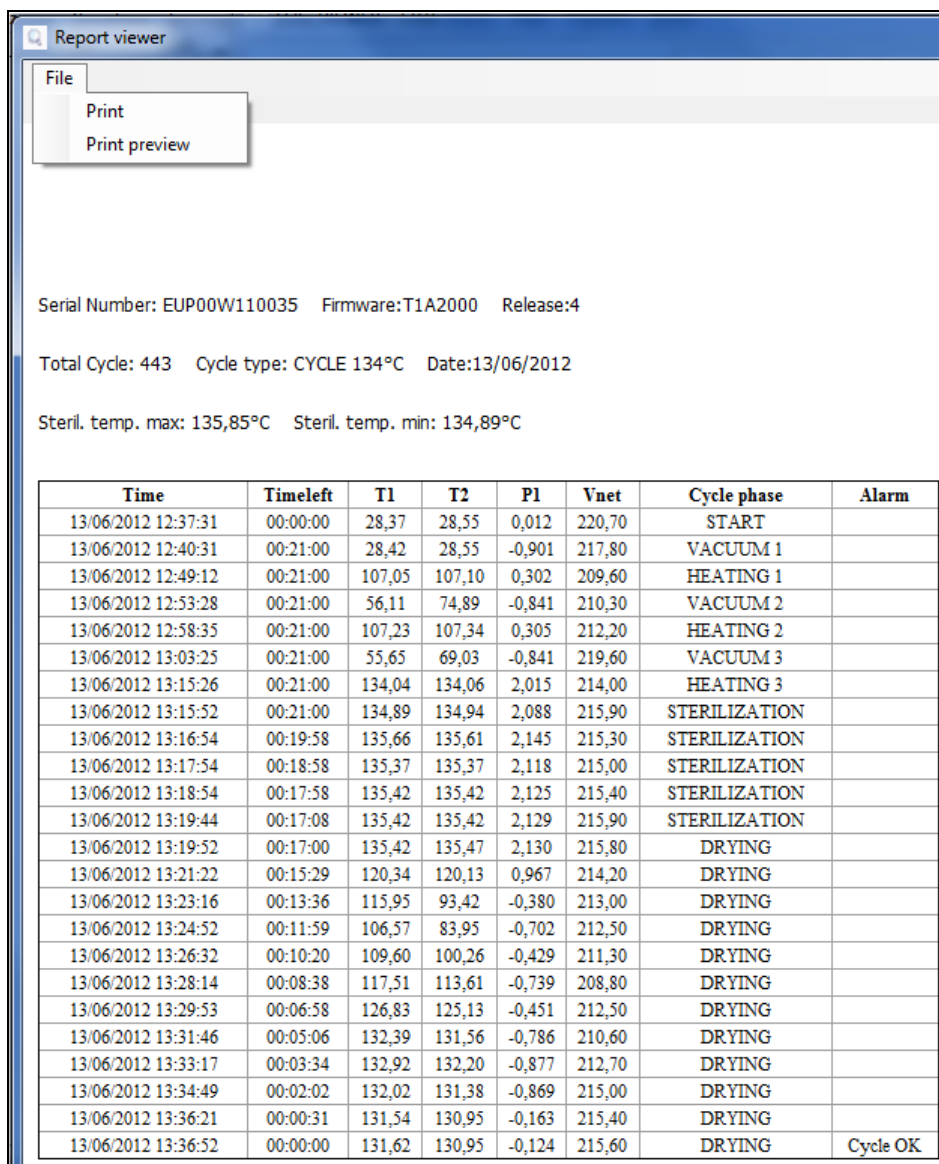 Report viewer
File
Print
Print preview
Serial Number: EUP00W110035 Firmware:T1A2000 Release:4
Total Cycle: 443 Cycle type: CYCLE 134°C Date:13/06/2012
Steril. temp. max: 135,85°C Steril. temp. min: 134,89°C
Time Timeleft T1 T2 P1 Vnet Cycle phase Alarm
13/06/2012 12:37:31 00:00:00 28,37 28,55 0,012 220,70 START
13/06/2012 12:40:31 00:21:00 28,42 28,55 -0,901 217,80 VACUUM 1
13/06/2012 12:49:12 00:21:00 107,05 107,10 0,302 209,60 HEATING 1
13/06/2012 12:53:28 00:21:00 56,11 74,89 -0,841 210,30 VACUUM 2
13/06/2012 12:58:35 00:21:00 107,23 107,34 0,305 212,20 HEATING 2
13/06/2012 13:03:25 00:21:00 55,65 69,03 -0,841 219,60 VACUUM 3
13/06/2012 13:15:26 00:21:00 134,04 134,06 2,015 214,00 HEATING 3
13/06/2012 13:15:52 00:21:00 134,89 134,94 2,088 215,90 STERILIZATION
13/06/2012 13:16:54 00:19:58 135,66 135,61 2,145 215,30 STERILIZATION
13/06/2012 13:17:54 00:18:58 135,37 135,37 2,118 215,00 STERILIZATION
13/06/2012 13:18:54 00:17:58 135,42 135,42 2,125 215,40 STERILIZATION
13/06/2012 13:19:44 00:17:08 135,42 135,42 2,129 215,90 STERILIZATION
13/06/2012 13:19:52 00:17:00 135,42 135,47 2,130 215,80 DRYING
13/06/2012 13:21:22 00:15:29 120,34 120,13 0,967 214,20 DRYING
13/06/2012 13:23:16 00:13:36 115,95 93,42 -0,380 213,00 DRYING
13/06/2012 13:24:52 00:11:59 106,57 83,95 -0,702 212,50 DRYING
13/06/2012 13:26:32 00:10:20 109,60 100,26 -0,429 211,30 DRYING
13/06/2012 13:28:14 00:08:38 117,51 113,61 -0,739 208,80 DRYING
13/06/2012 13:29:53 00:06:58 126,83 125,13 -0,451 212,50 DRYING
13/06/2012 13:31:46 00:05:06 132,39 131,56 -0,786 210,60 DRYING
13/06/2012 13:33:17 00:03:34 132,92 132,20 -0,877 212,70 DRYING
13/06/2012 13:34:49 00:02:02 132,02 131,38 -0,869 215,00 DRYING
13/06/2012 13:36:21 00:00:31 131,54 130,95 -0,163 215,40 DRYING
13/06/2012 13:36:52 00:00:00 131,62 130,95 -0,124 215,60 DRYING Cycle OK